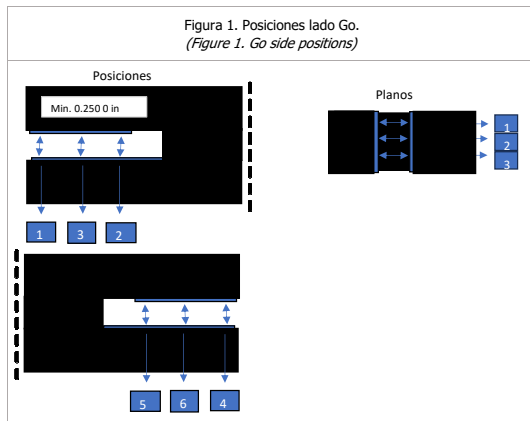 Figura 1. Posiciones lado Go.
(Figure 1. Go side positions)
Posiciones
Min. 0.250 0 in
1 3 2
Planos
1
2
3
5 6 4